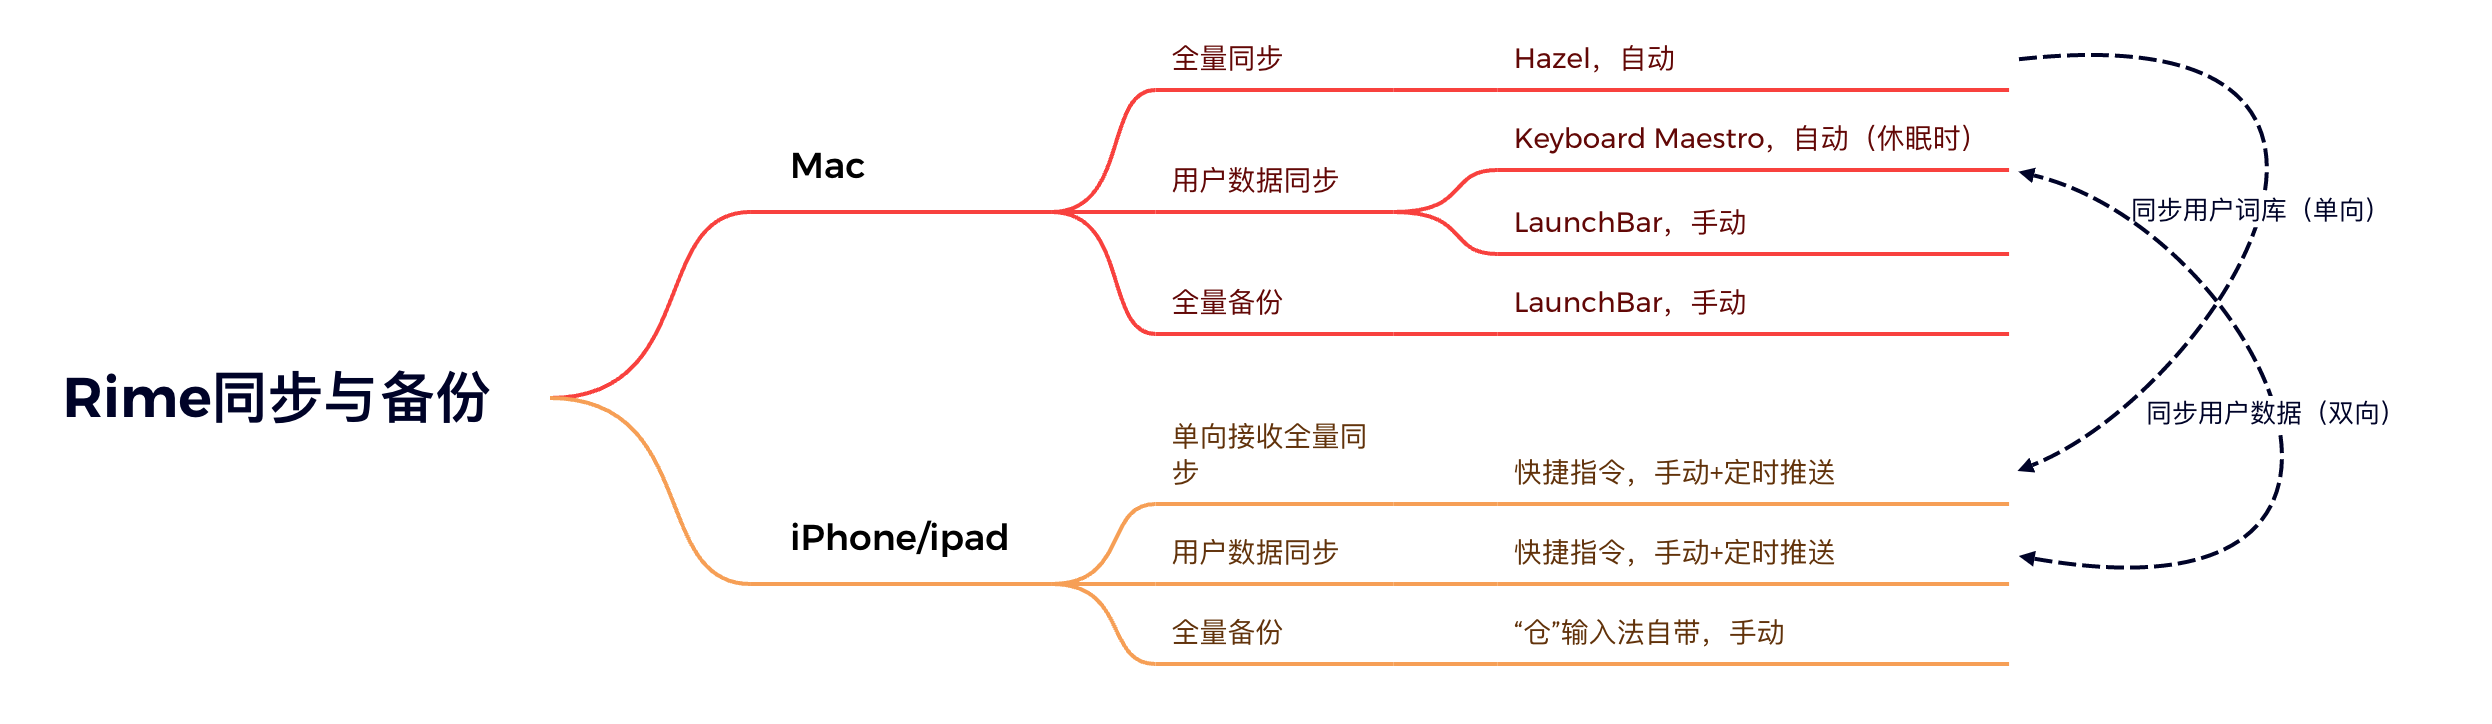 Rime同步与备份
Mac
全量同步
Hazel，自动
用户数据同步
Keyboard Maestro，自动（休眠时）
LaunchBar，手动
全量备份
LaunchBar，手动
iPhone/ipad
单向接收全量同
步
快捷指令，手动+定时推送
用户数据同步
快捷指令，手动+定时推送
全量备份
“仓”输入法自带，手动
同步用户词库（单向）
同步用户数据（双向）